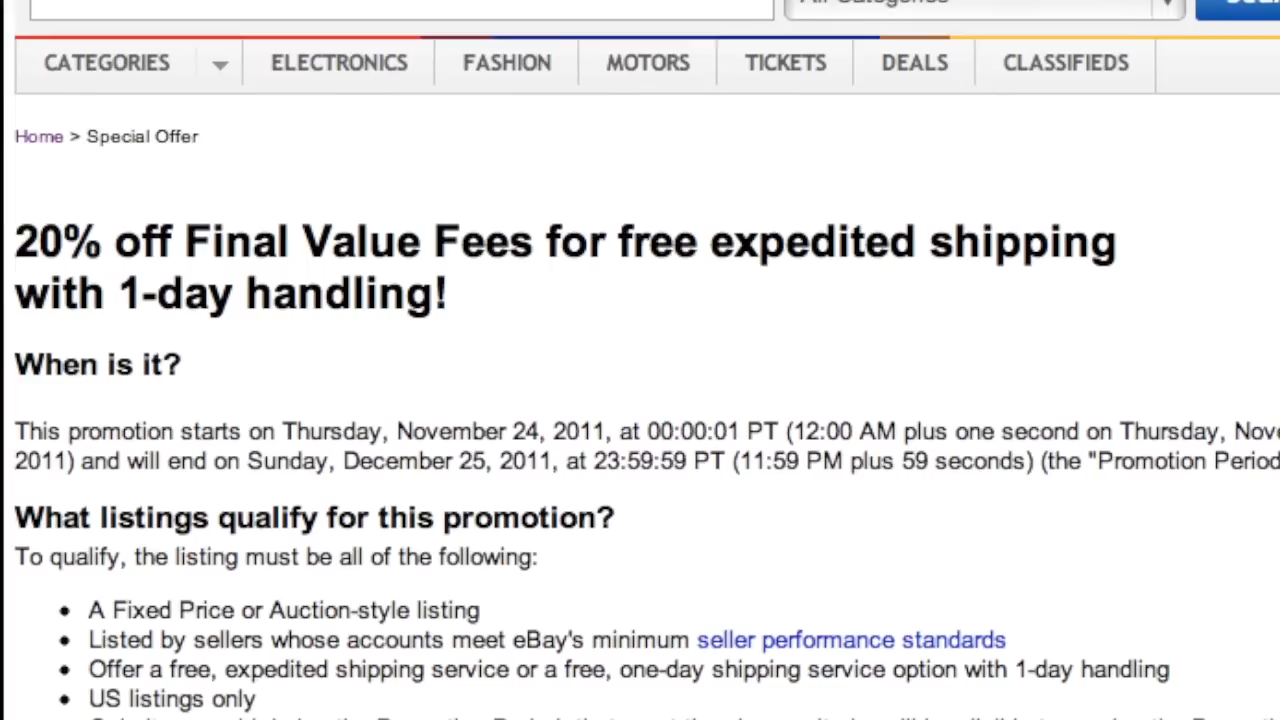 All Categories
CATEGORIES ELECTRONICS FASHION MOTORS TICKETS DEALS CLASSIFIEDS
Home > Special Offer
20% off Final Value Fees for free expedited shipping
with 1-day handling!
When is it?
This promotion starts on Thursday, November 24, 2011, at 00:00:01 PT (12:00 AM plus one second on Thursday, Nove
2011) and will end on Sunday, December 25, 2011, at 23:59:59 PT (11:59 PM plus 59 seconds) (the "Promotion Period
What listings qualify for this promotion?
To qualify, the listing must be all of the following:
• A Fixed Price or Auction-style listing
• Listed by sellers whose accounts meet eBay's minimum seller performance standards
• Offer a free, expedited shipping service or a free, one-day shipping service option with 1-day handling
• US listings only